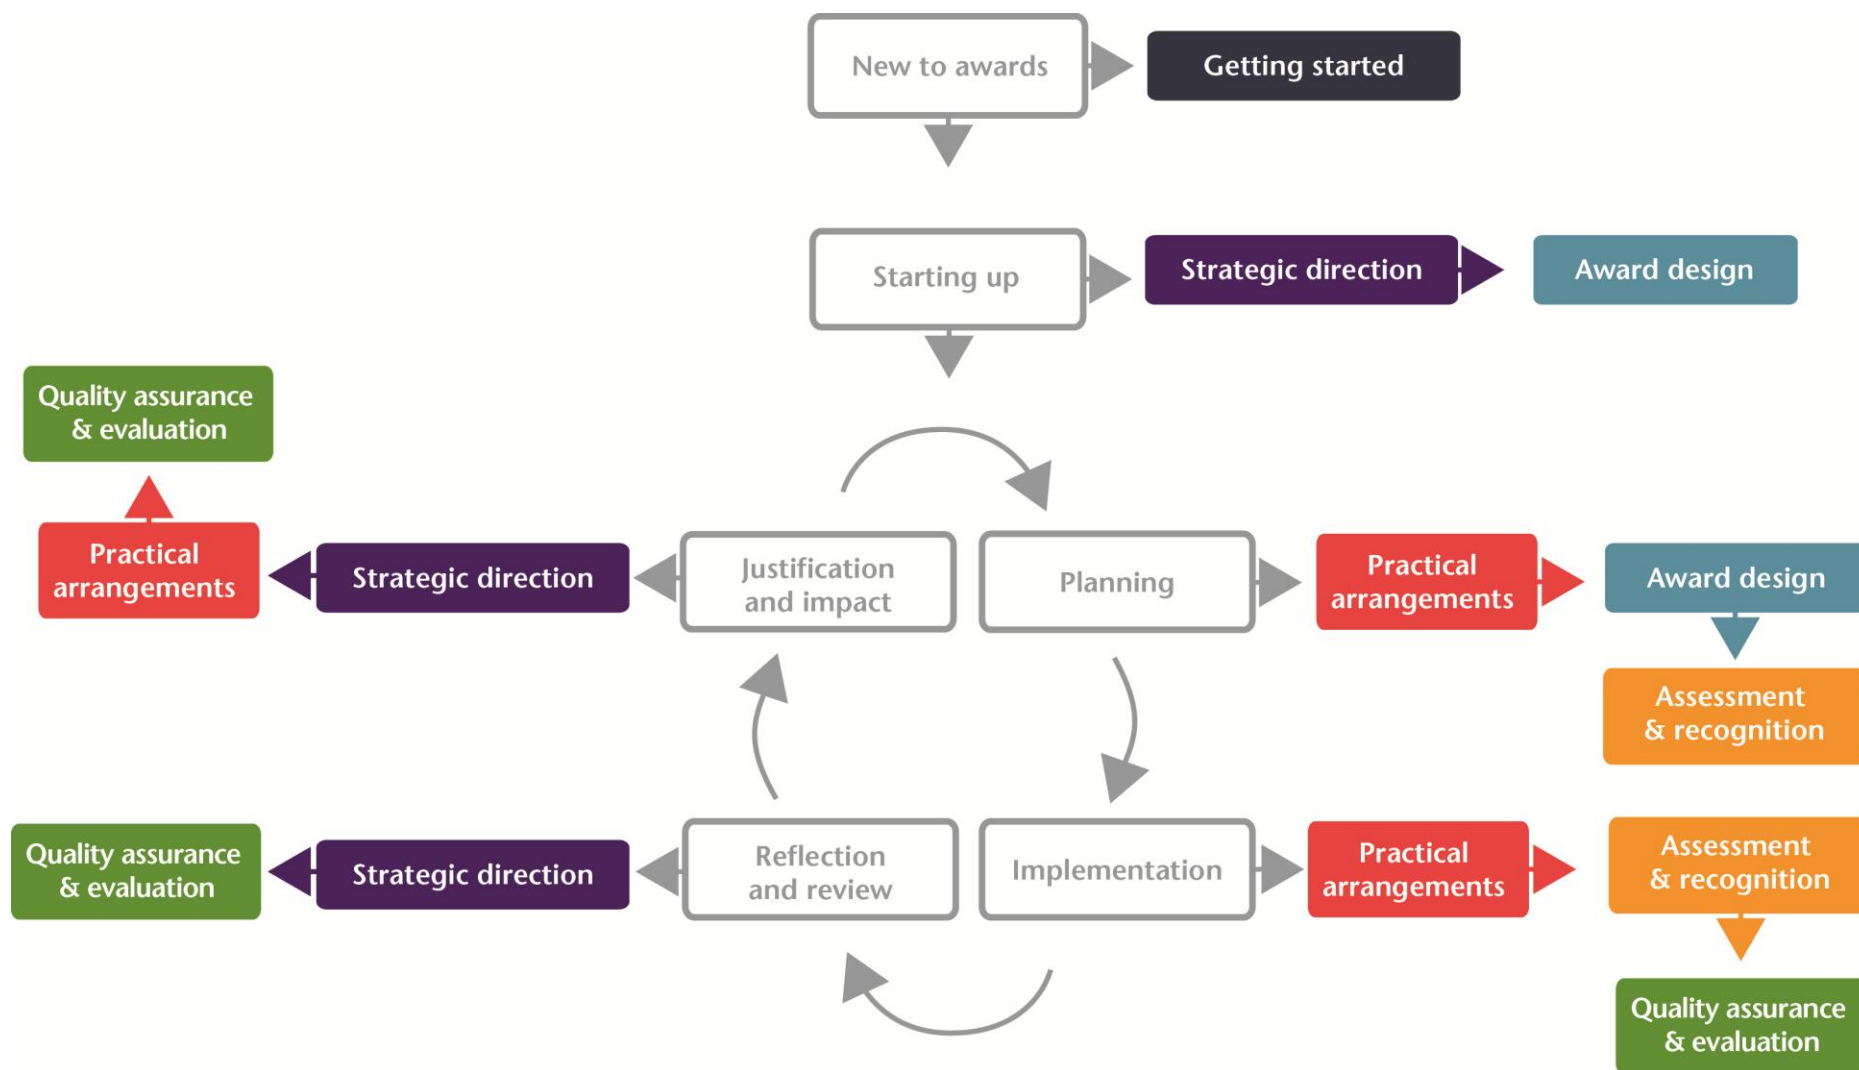 New to awards
Getting started
Starting up
Strategic direction
Award design
Quality assurance
& evaluation
Practical
arrangements
Strategic direction
Justification
and impact
Planning
Practical
arrangements
Award design
Assessment
& recognition
Quality assurance
& evaluation
Strategic direction
Reflection
and review
Implementation
Practical
arrangements
Assessment
& recognition
Quality assurance
& evaluation